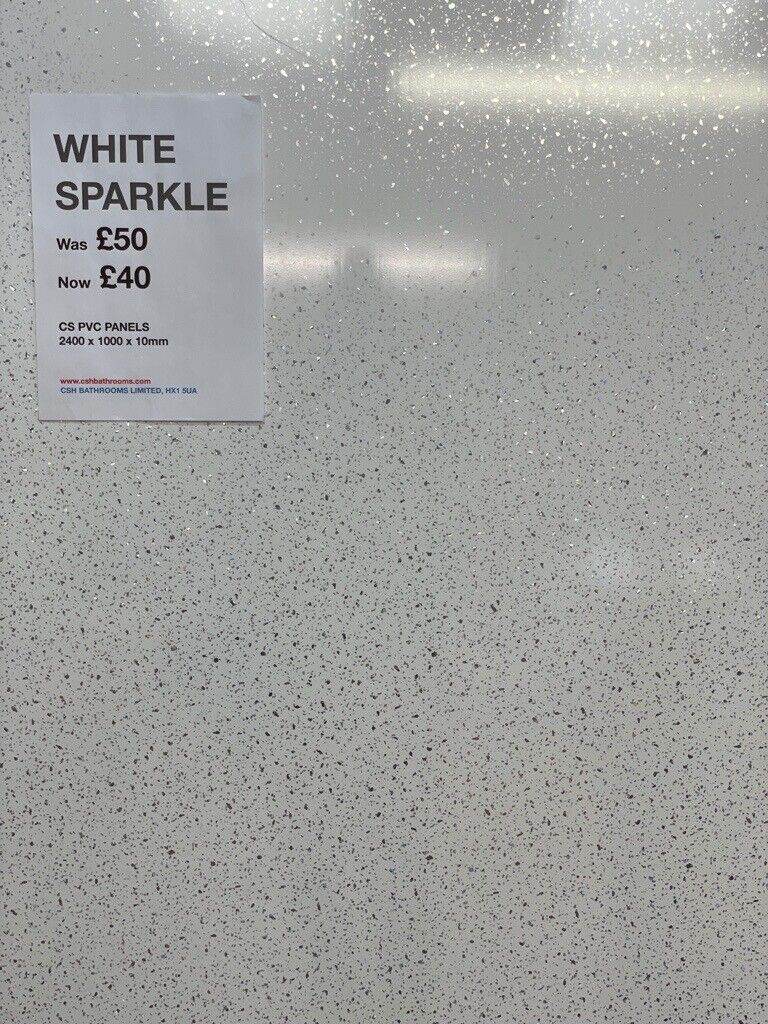 WHITE
SPARKLE
Was £50
Now £40
CS PVC PANELS
2400 x 1000 x 10mm
www.cshbathrooms.com
CSH BATHROOMS LIMITED, HX1 5UA